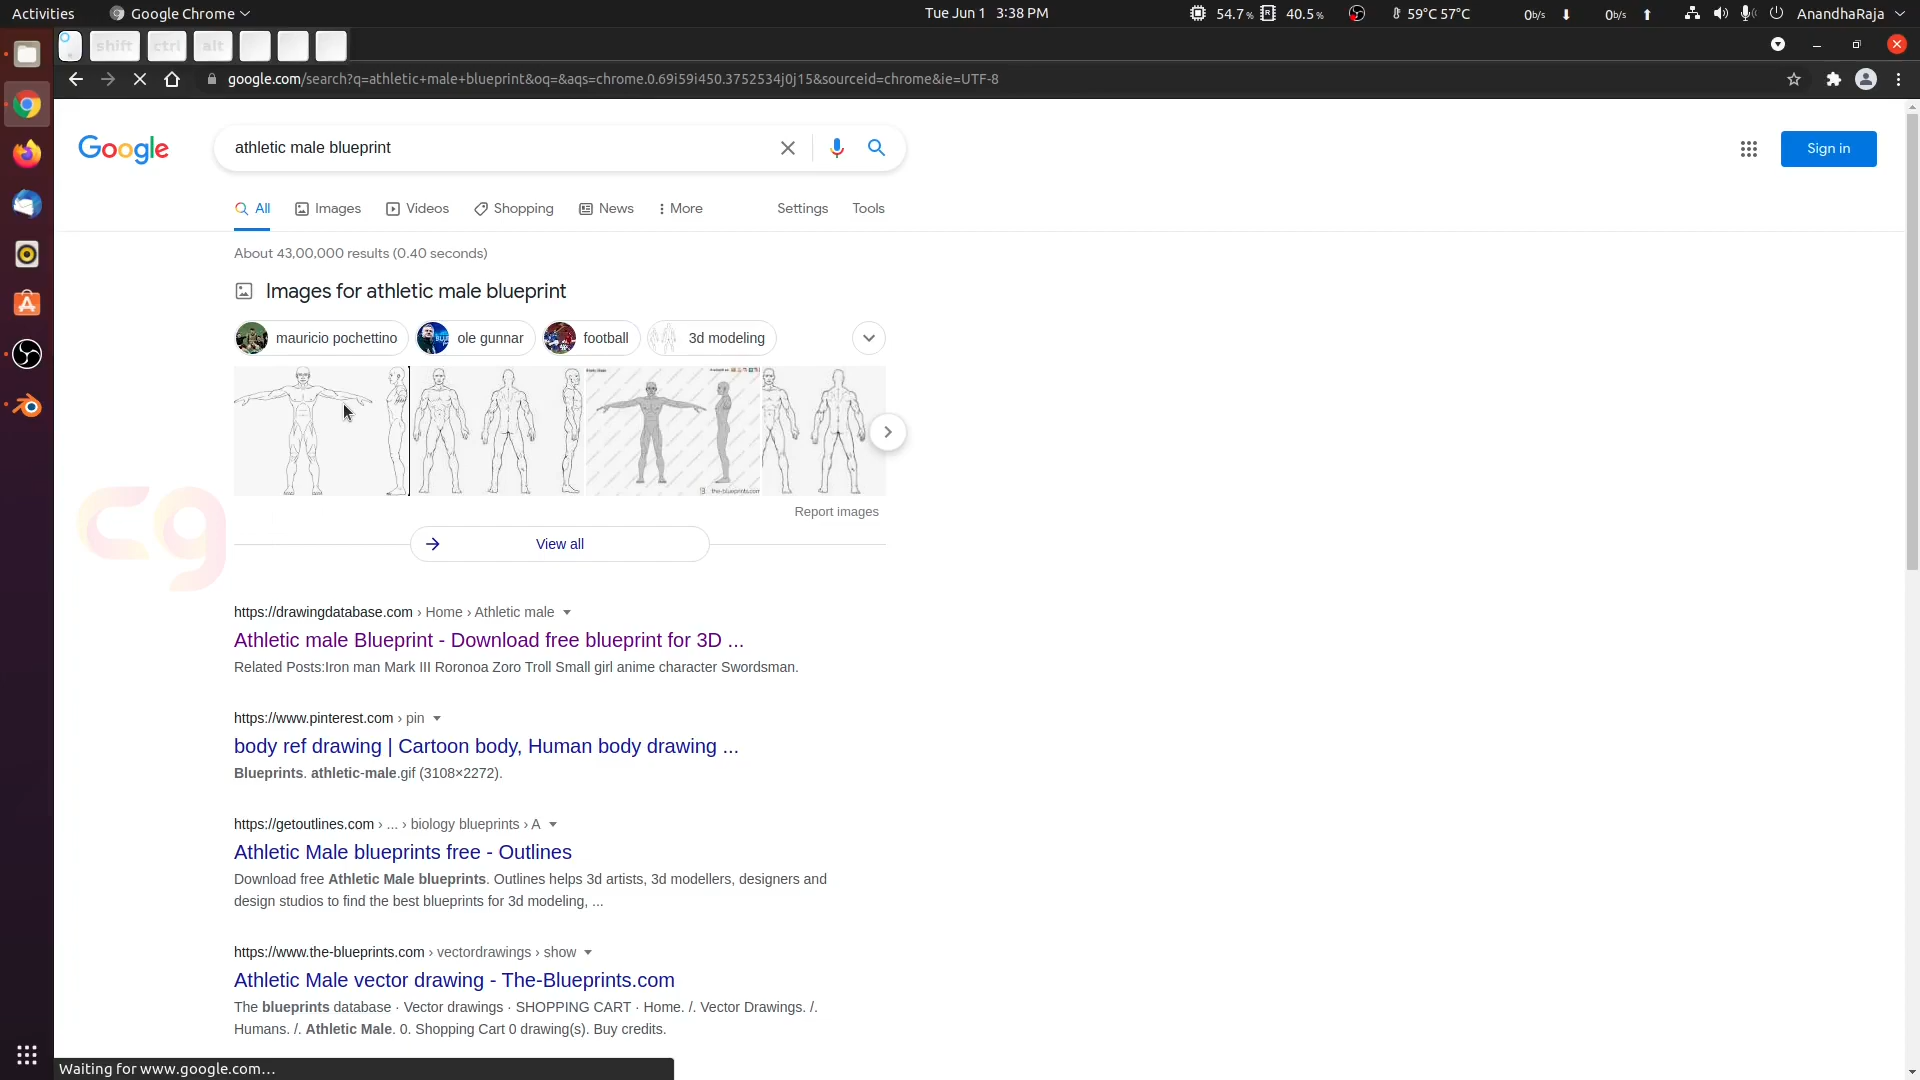 Activities Google Chrome Tue Jun 1 3:38 PM 54.7% 40.5% 59°C 57°C 0b/s 0b/s AnandhaRaja
shift ctrl alt
google.com/search?q=athletic+male+blueprint&oq=&aqs=chrome.0.69i59i450.3752534j0j15&sourceid=chrome&ie=UTF-8
Google athletic male blueprint Sign in
All Images Videos Shopping News More Settings Tools
About 43,00,000 results (0.40 seconds)
Images for athletic male blueprint
mauricio pochettino ole gunnar football 3d modeling
the-blueprints.com
Report images
View all
cg
https://drawingdatabase.com › Home › Athletic male
Athletic male Blueprint - Download free blueprint for 3D ...
Related Posts:Iron man Mark III Roronoa Zoro Troll Small girl anime character Swordsman.
https://www.pinterest.com › pin
body ref drawing | Cartoon body, Human body drawing ...
Blueprints. athletic-male.gif (3108×2272).
https://getoutlines.com › ... › biology blueprints › A
Athletic Male blueprints free - Outlines
Download free Athletic Male blueprints. Outlines helps 3d artists, 3d modellers, designers and
design studios to find the best blueprints for 3d modeling, ...
https://www.the-blueprints.com › vectordrawings › show
Athletic Male vector drawing - The-Blueprints.com
The blueprints database · Vector drawings · SHOPPING CART · Home. /. Vector Drawings. /.
Humans. /. Athletic Male. 0. Shopping Cart 0 drawing(s). Buy credits.
Waiting for www.google.com...